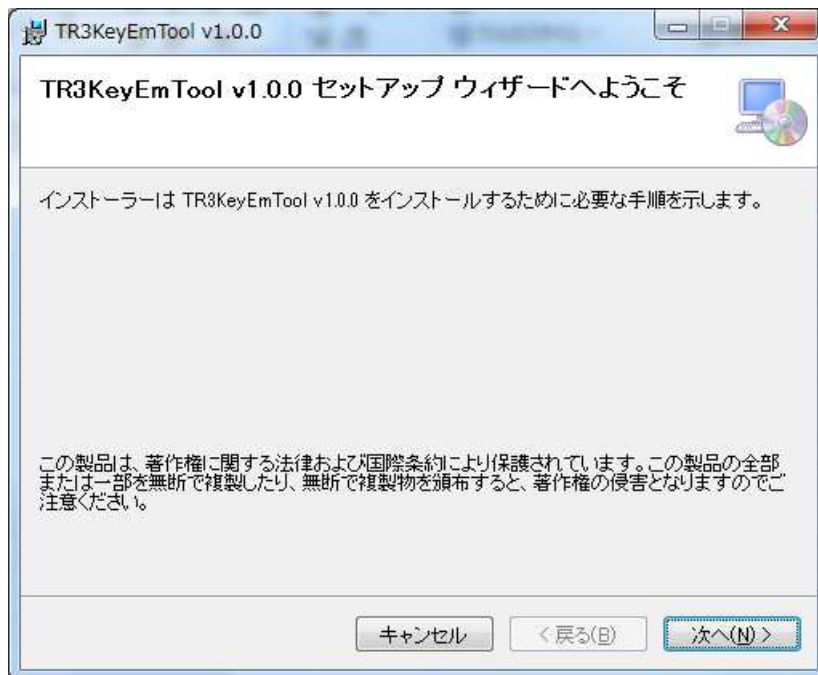 TR3KeyEmTool v1.0.0
TR3KeyEmTool v1.0.0 セットアップ ウィザードへようこそ
インストーラーは TR3KeyEmTool v1.0.0 をインストールするために必要な手順を示します。
この製品は、著作権に関する法律および国際条約により保護されています。この製品の全部
または一部を無断で複製したり、無断で複製物を頒布すると、著作権の侵害となりますのでご
注意ください。
キャンセル
< 戻る(B)
次へ(N) >